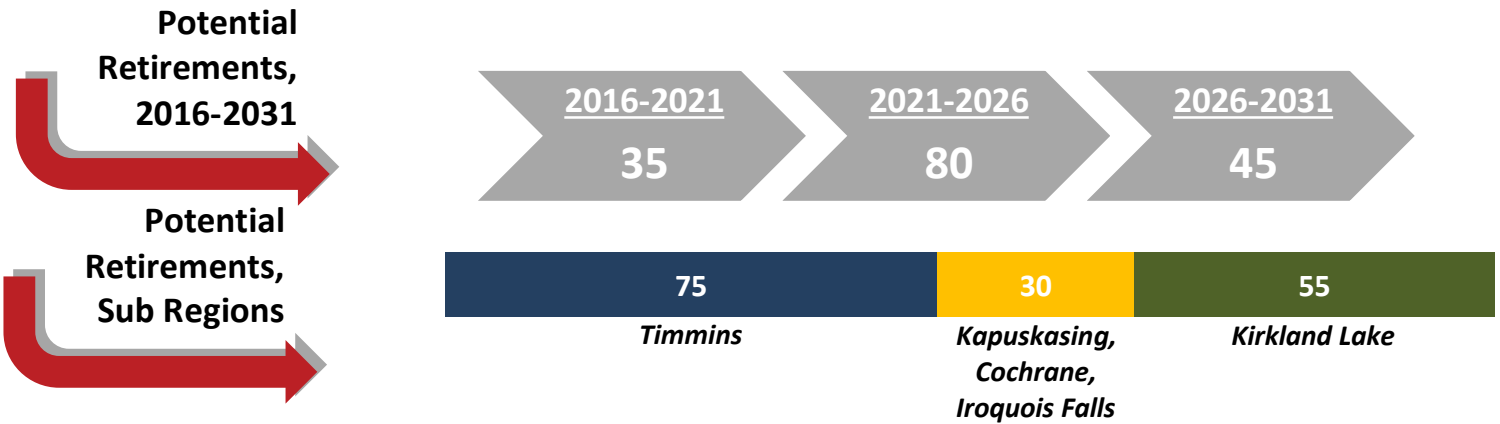 Potential
Retirements,
2016-2031
2016-2021
35
2021-2026
80
2026-2031
45
Potential
Retirements,
Sub Regions
75
30
55
Timmins
Kapuskasing,
Cochrane,
Iroquois Falls
Kirkland Lake